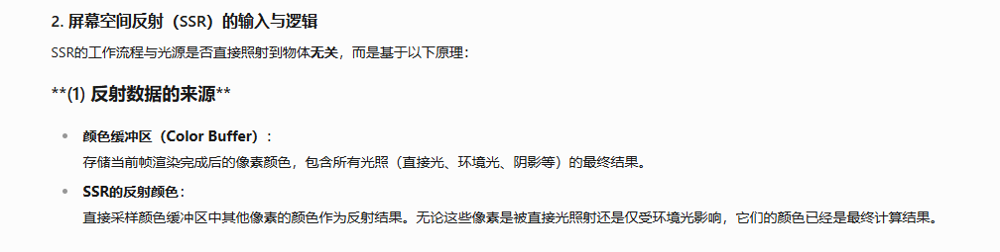 2. 屏幕空间反射（SSR）的输入与逻辑
SSR的工作流程与光源是否直接照射到物体无关，而是基于以下原理：
**(1) 反射数据的来源**
颜色缓冲区（Color Buffer）：
存储当前帧渲染完成后的像素颜色，包含所有光照（直接光、环境光、阴影等）的最终结果。
SSR的反射颜色：
直接采样颜色缓冲区中其他像素的颜色作为反射结果。无论这些像素是被直接光照射还是仅受环境光影响，它们的颜色已经是最终计算结果。